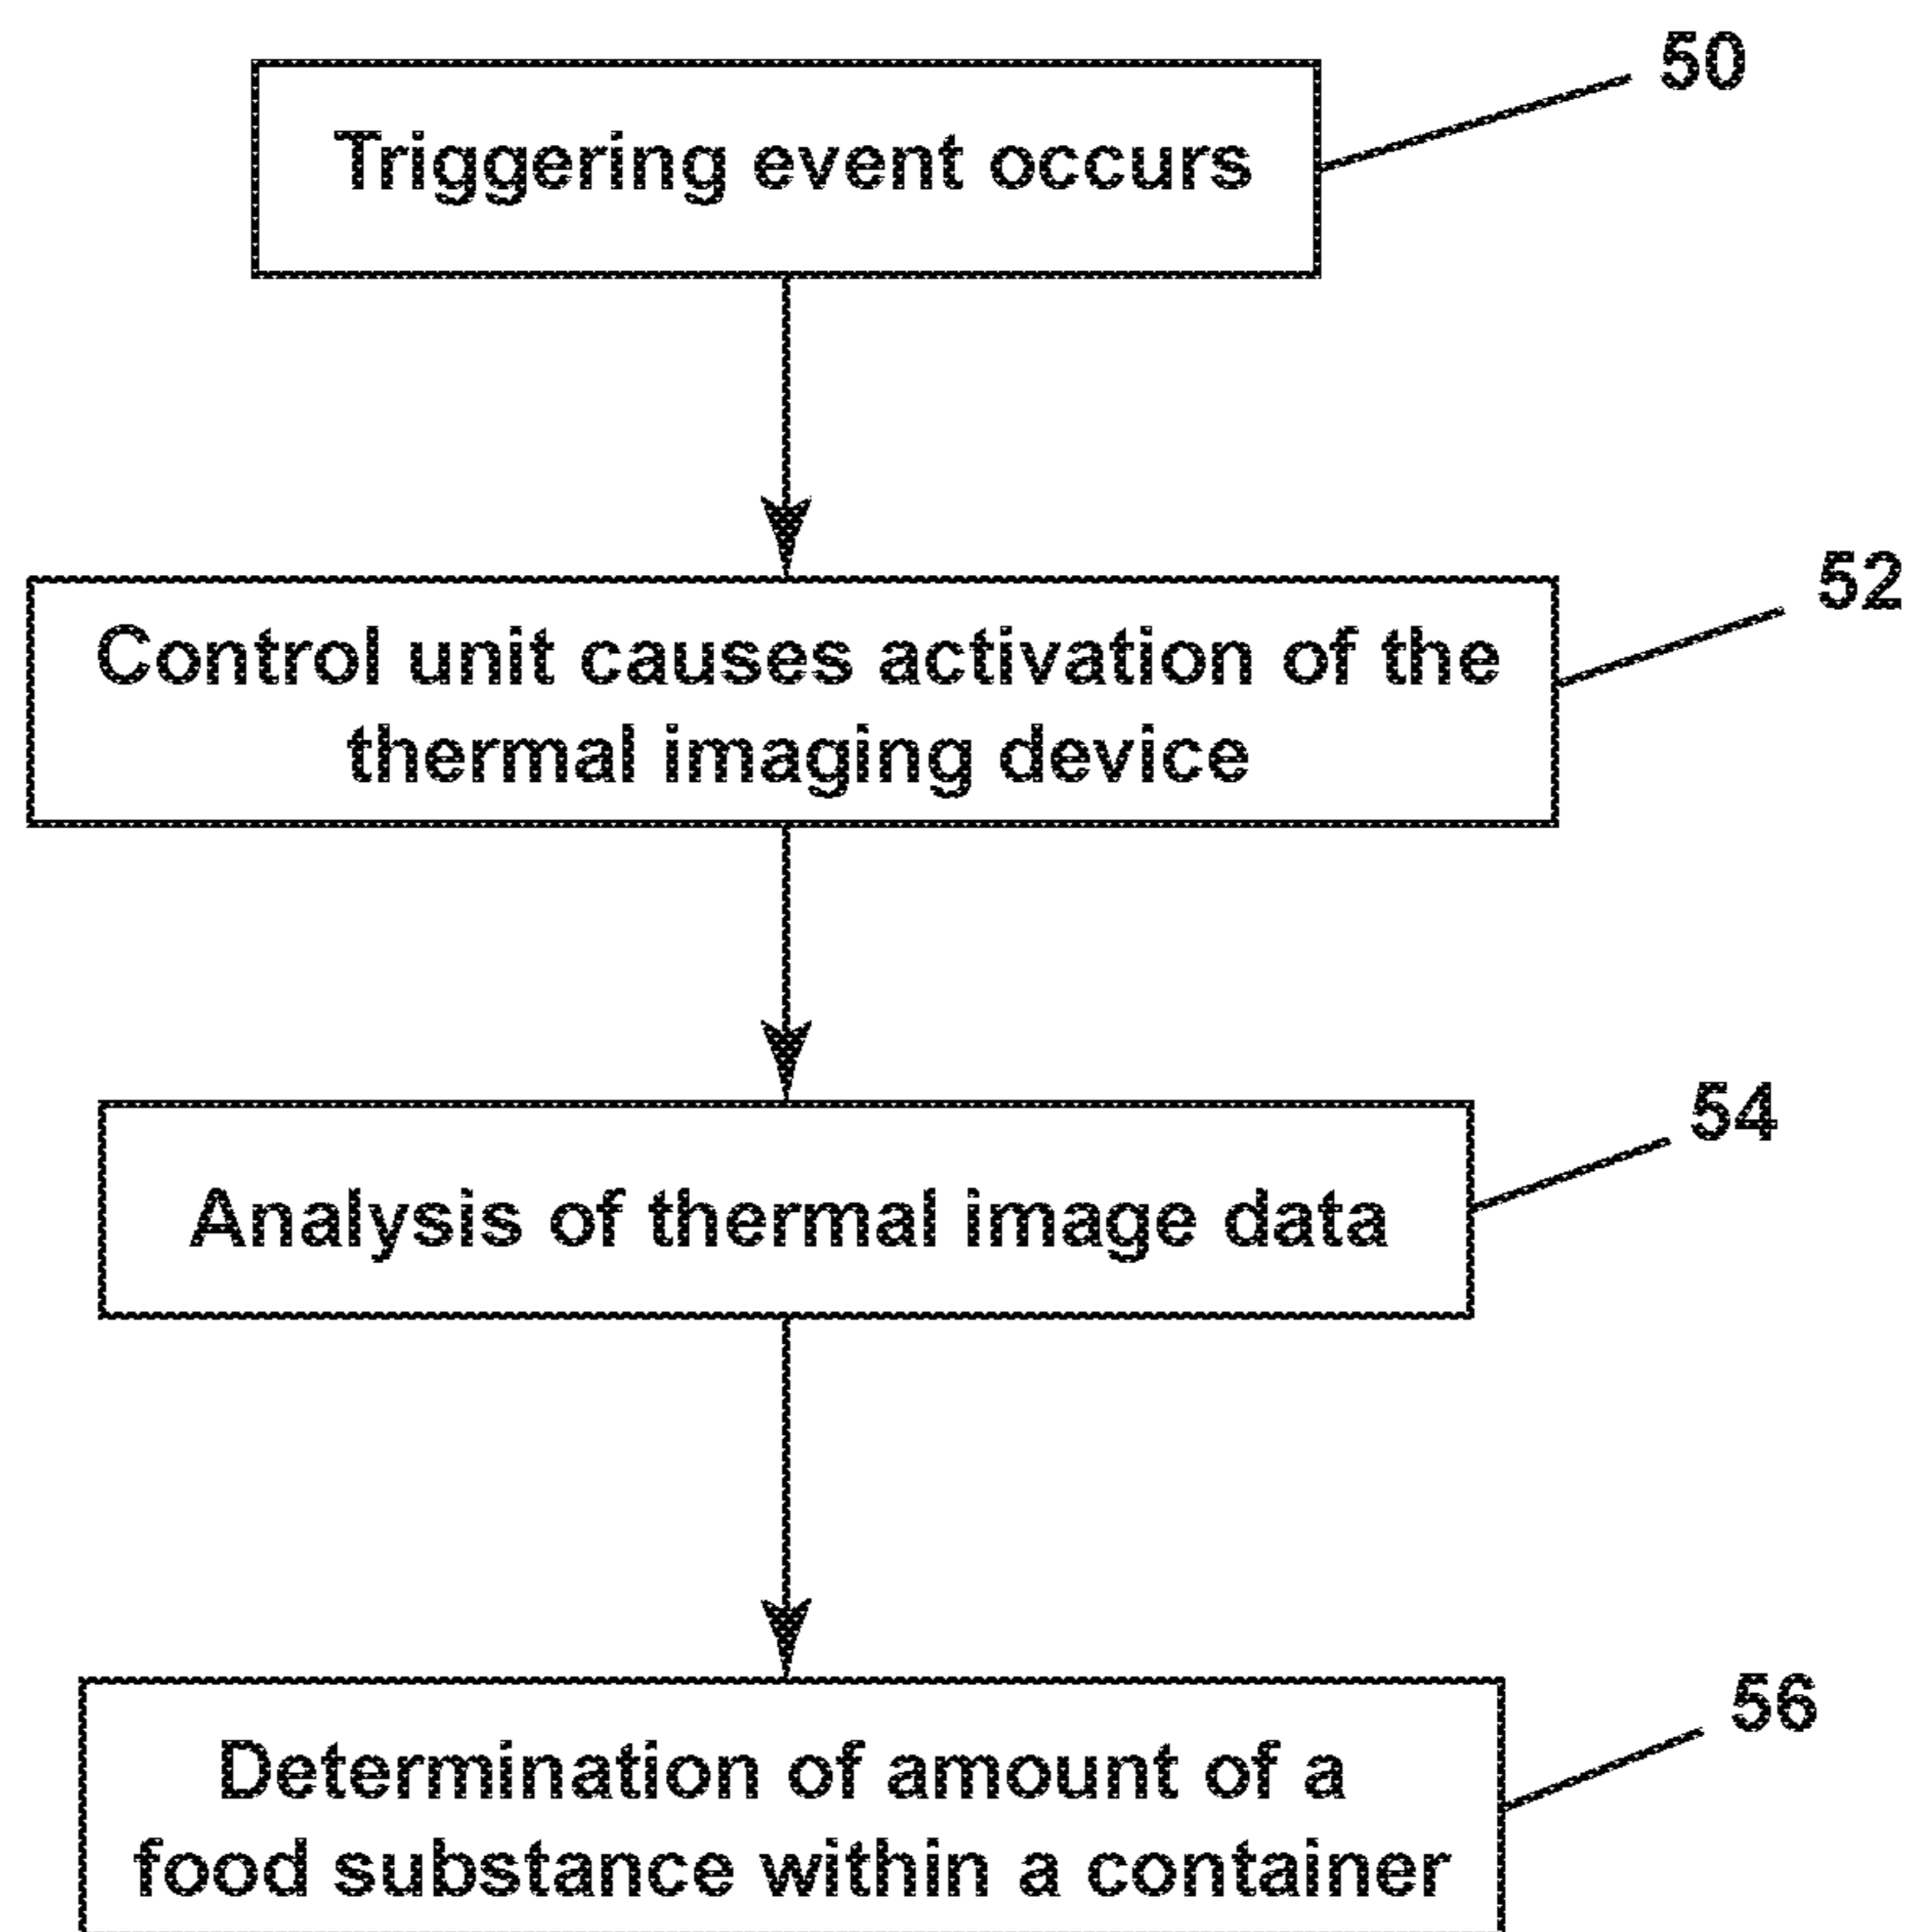 50
Triggering event occurs
52
Control unit causes activation of the
thermal imaging device
54
Analysis of thermal image data
56
Determination of amount of a
food substance within a container